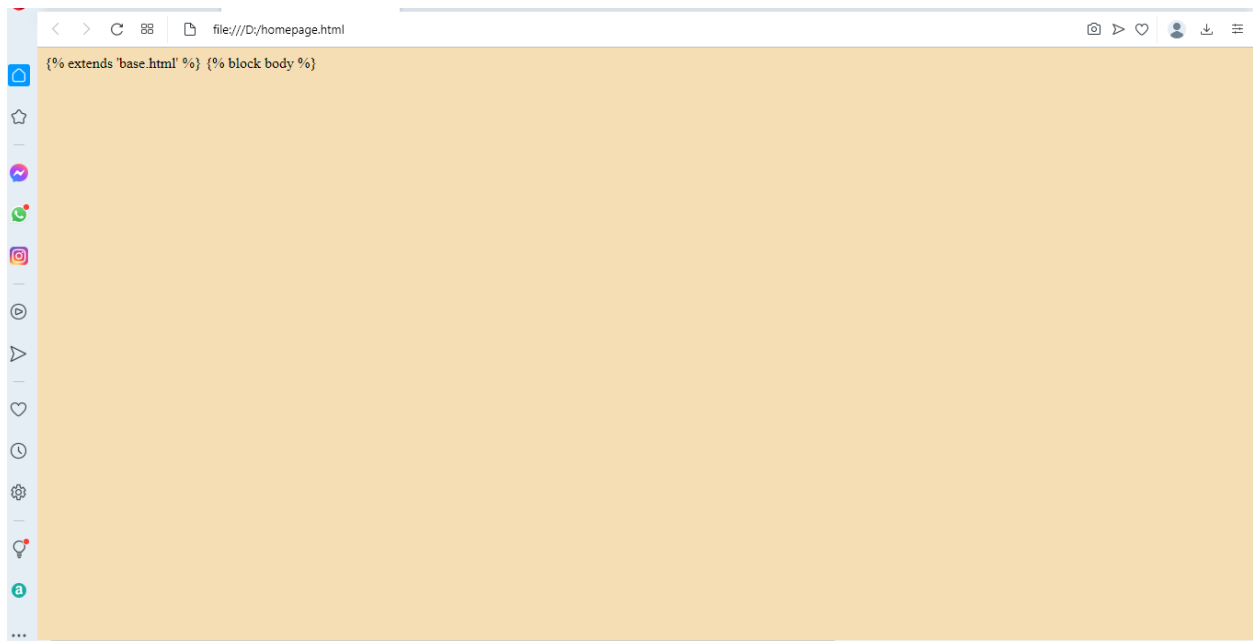 file:///D:/homepage.html
{% extends 'base.html' %} {% block body %}
a